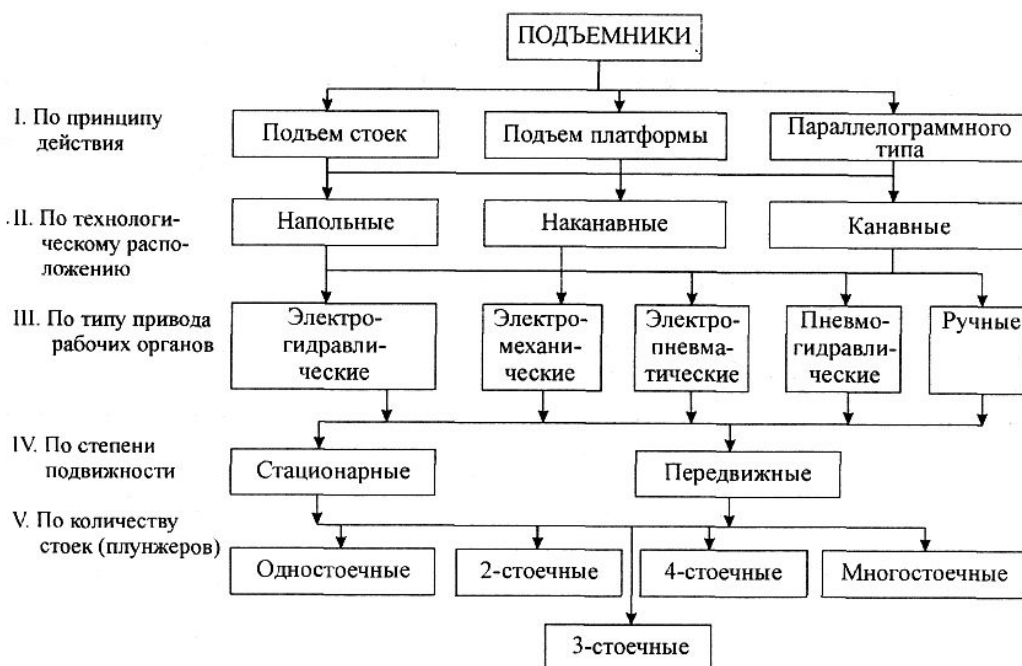 ПОДЪЕМНИКИ
I. По принципу
действия
Подъем стоек
Подъем платформы
Параллелограммного
типа
II. По технологи-
ческому распо-
ложению
Напольные
Наканавные
Канавные
III. По типу привода
рабочих органов
Электро-
гидравли-
ческие
Электро-
механи-
ческие
Электро-
пневма-
тические
Пневмо-
гидравли-
ческие
Ручные
IV. По степени
подвижности
Стационарные
Передвижные
V. По количеству
стоек (плунжеров)
Одностоечные
2-стоечные
4-стоечные
Многостоечные
3-стоечные